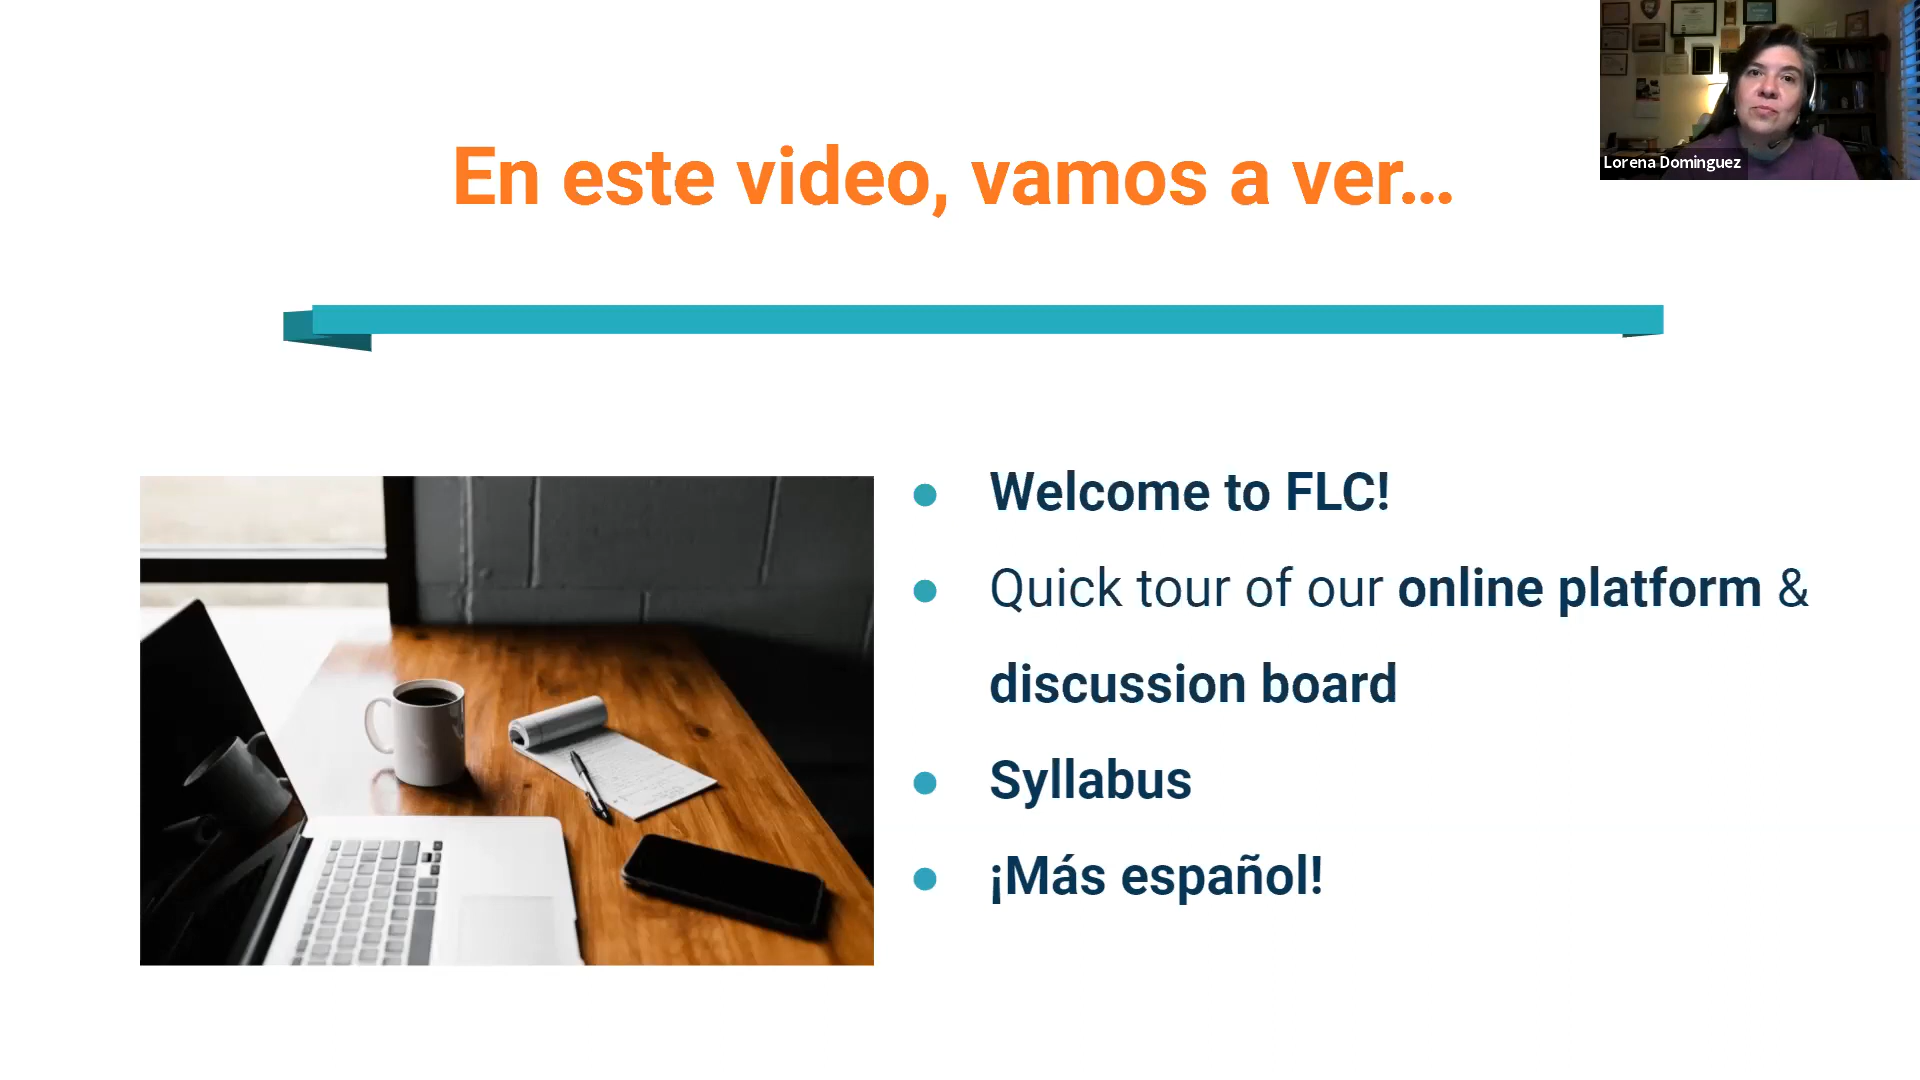 En este video, vamos a ver...
Lorena Dominguez
Welcome to FLC!
Quick tour of our online platform &
discussion board
Syllabus
¡Más español!